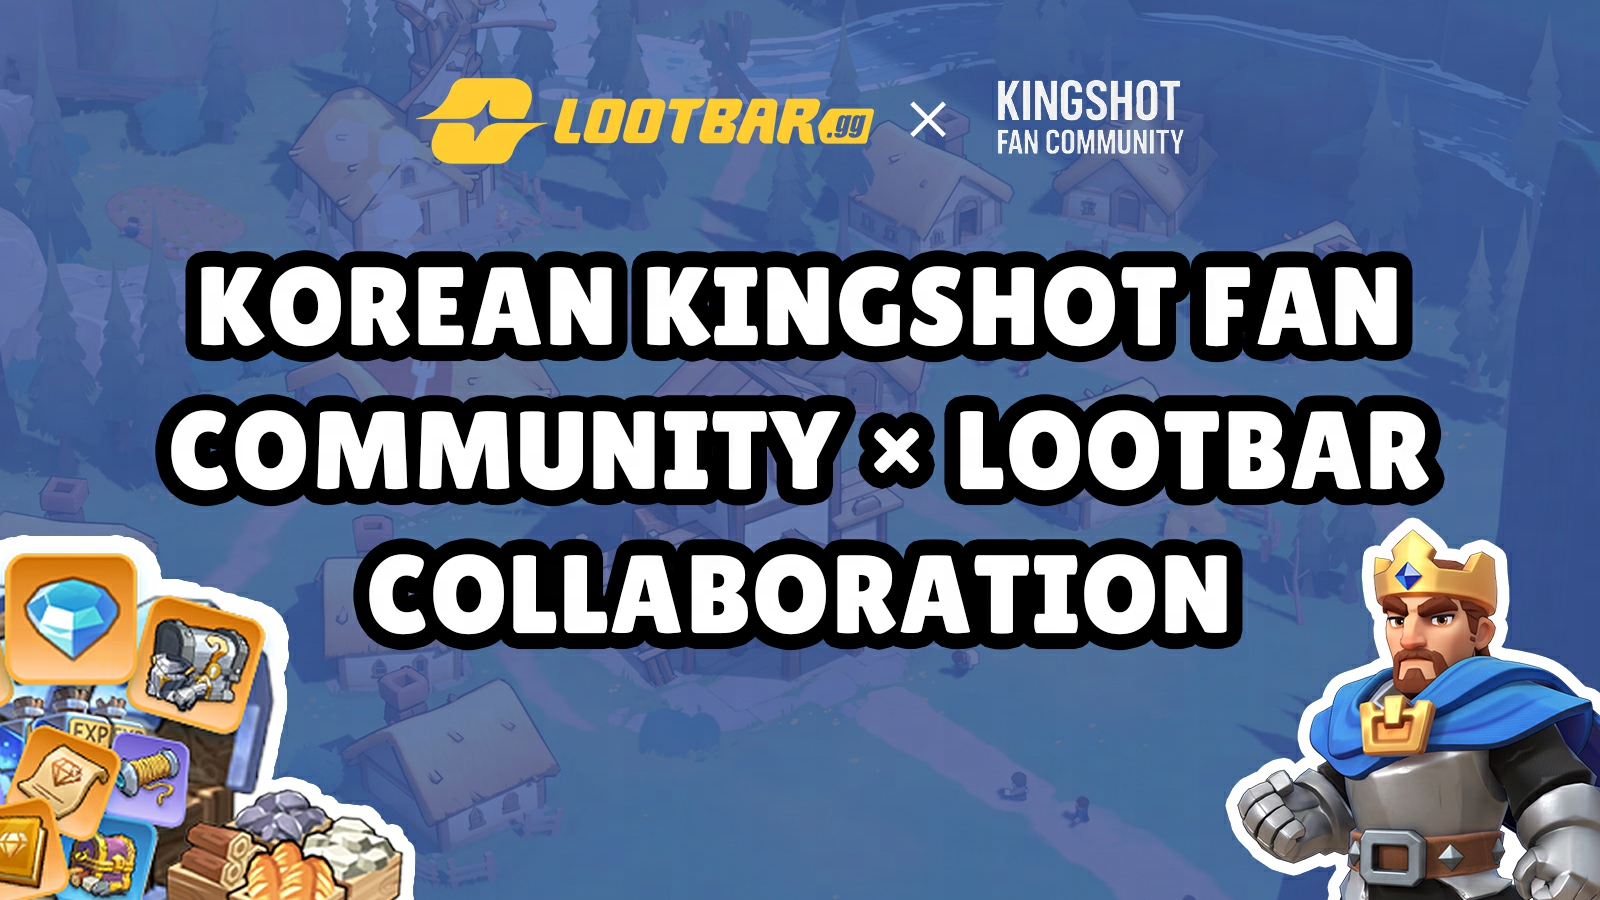 LOOTBAR.gg × KINGSHOT
FAN COMMUNITY
KOREAN KINGSHOT FAN
COMMUNITY × LOOTBAR
COLLABORATION
EXP